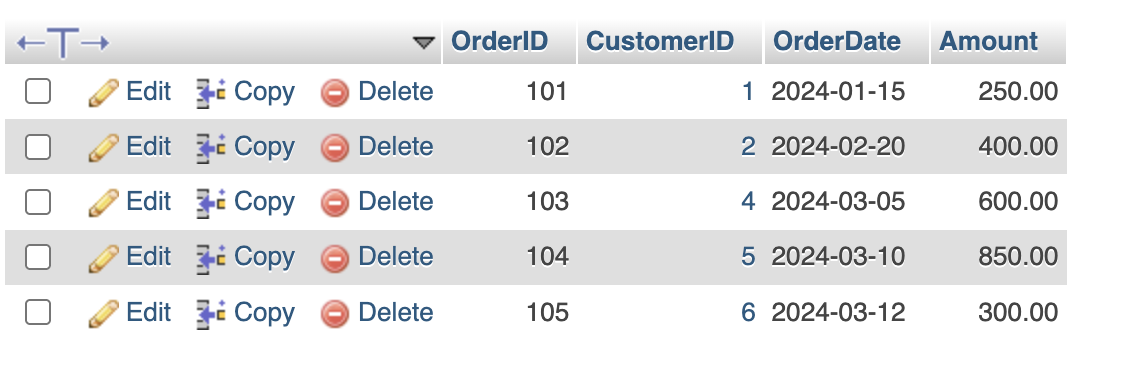 ←T→ OrderID CustomerID OrderDate Amount
Edit Copy Delete 101 1 2024-01-15 250.00
Edit Copy Delete 102 2 2024-02-20 400.00
Edit Copy Delete 103 4 2024-03-05 600.00
Edit Copy Delete 104 5 2024-03-10 850.00
Edit Copy Delete 105 6 2024-03-12 300.00